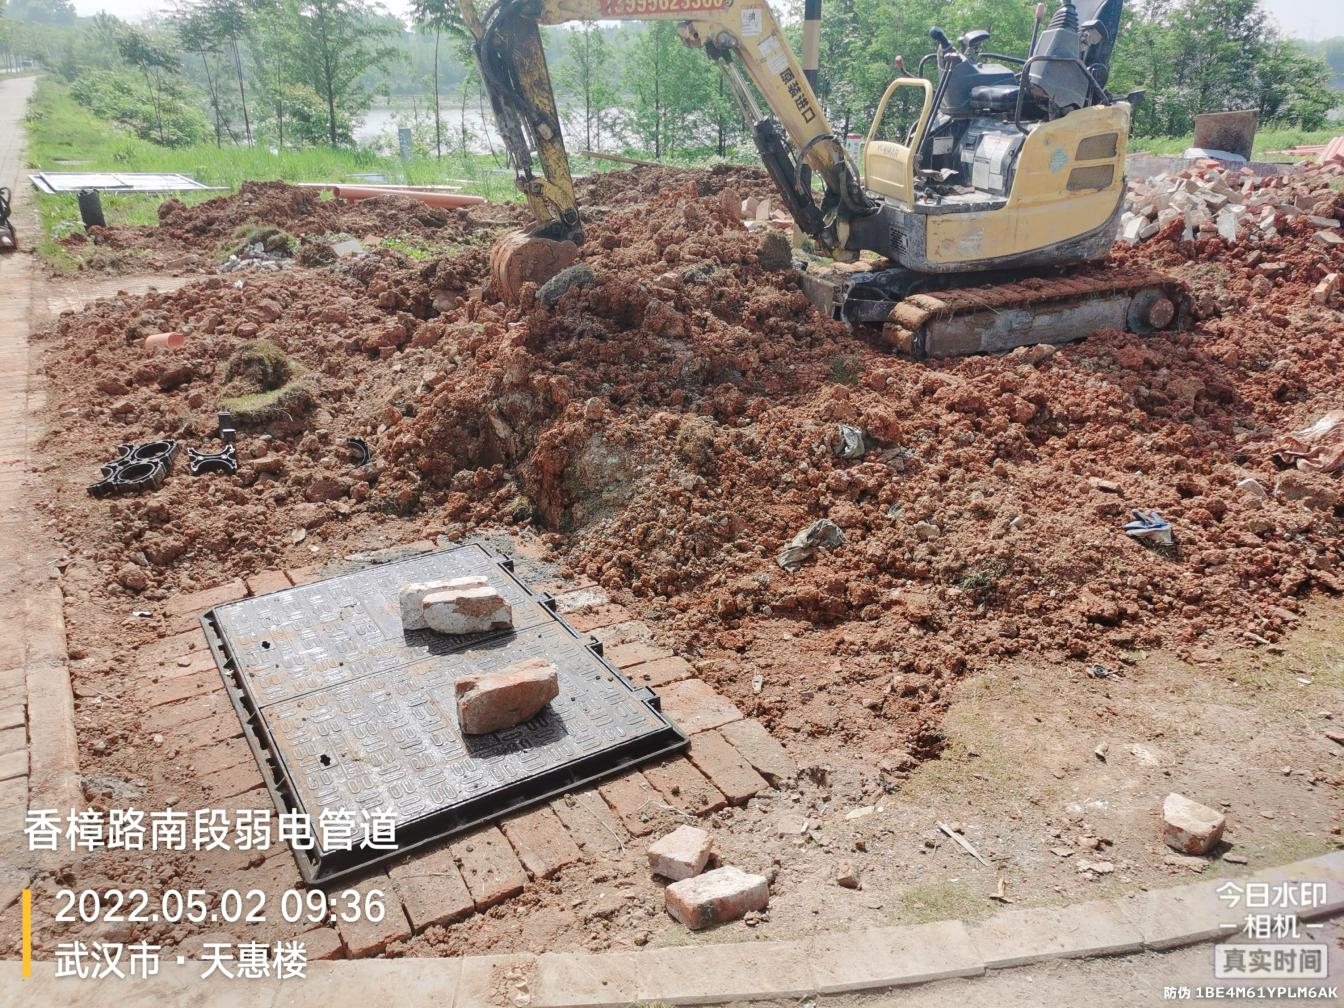 原装进口
香樟路南段弱电管道
2022.05.02 09:36
武汉市·天惠楼
今日水印
-相机-
真实时间
防伪 1BE4M61YPLM6AK